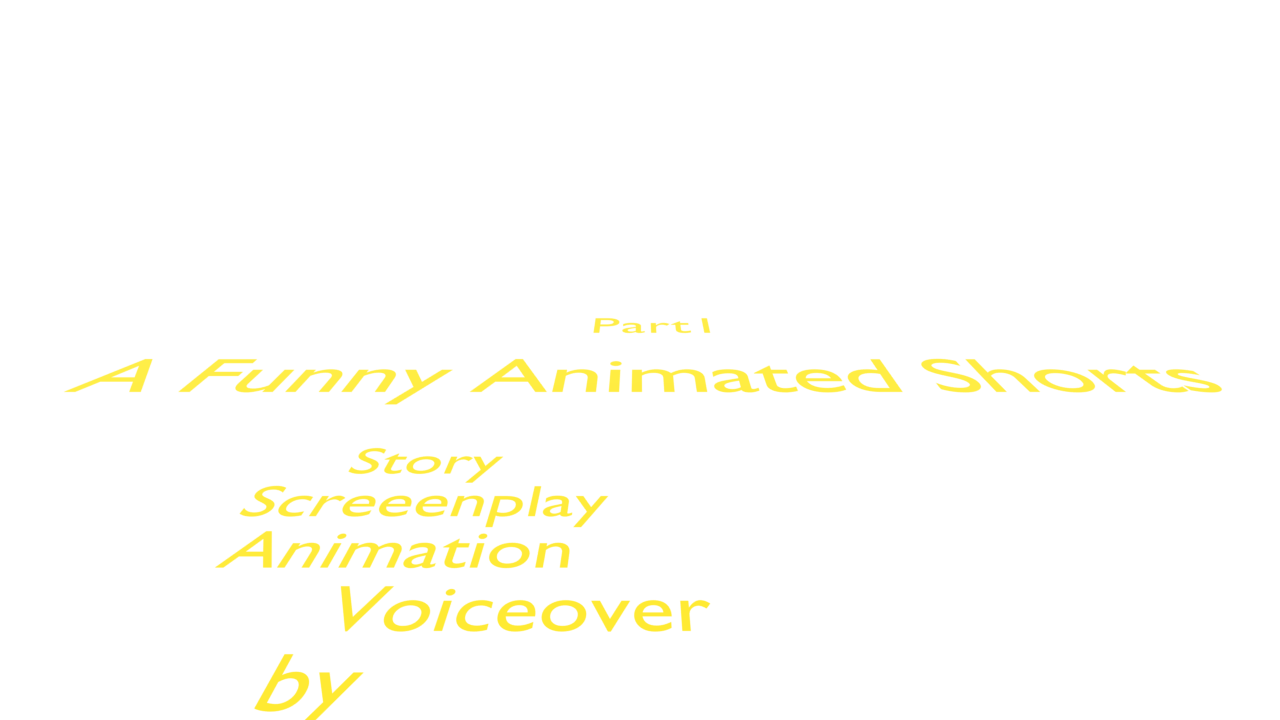 Part I
A Funny Animated Shorts
Story
Screeenplay
Animation
Voiceover
by